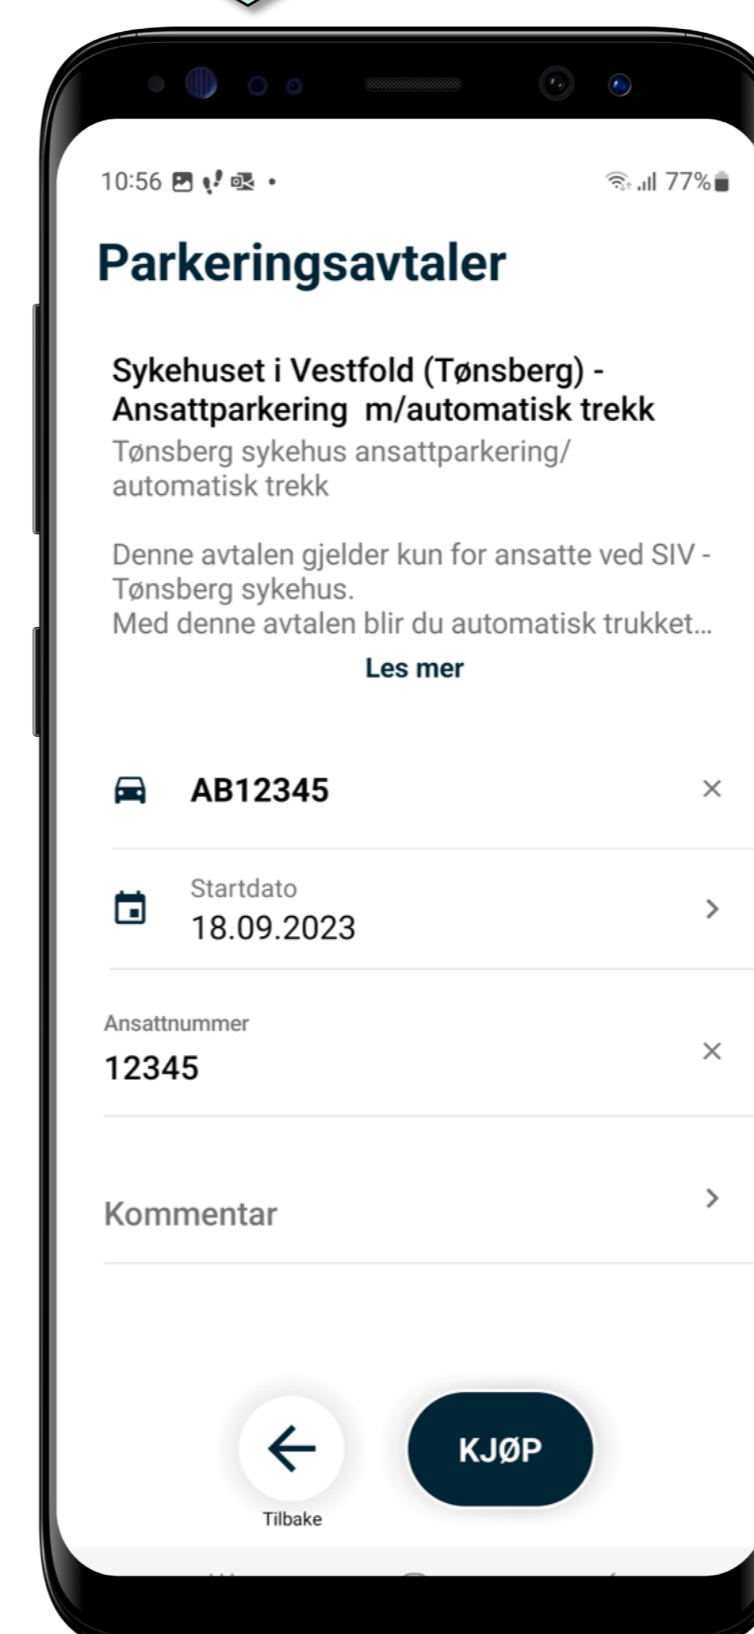 10:56
77%
Parkeringsavtaler
Sykehuset i Vestfold (Tønsberg) -
Ansattparkering  m/automatisk trekk
Tønsberg sykehus ansattparkering/
automatisk trekk
Denne avtalen gjelder kun for ansatte ved SIV -
Tønsberg sykehus.
Med denne avtalen blir du automatisk trukket...
Les mer
AB12345
Startdato
18.09.2023
Ansattnummer
12345
Kommentar
KJØP
Tilbake